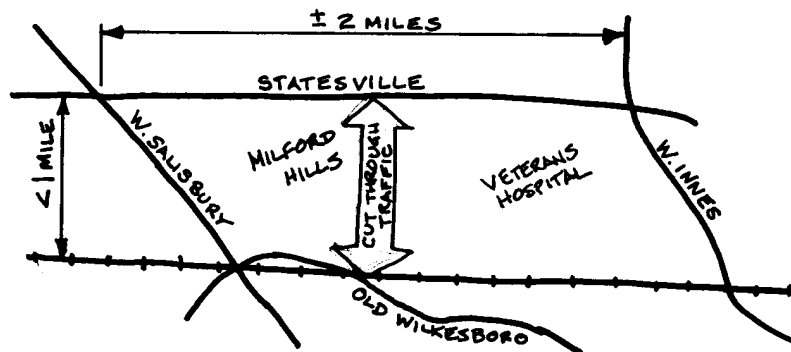 ± 2 MILES
STATESVILLE
<1 MILE
W. SALISBURY
MILFORD
HILLS
CUT THROUGH
TRAFFIC
VETERANS
HOSPITAL
W. INNES
OLD WILKESBORO